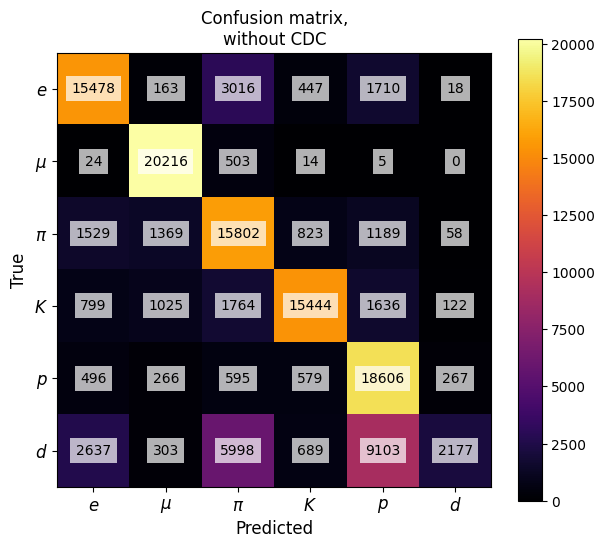 Confusion matrix,
without CDC
e 15478 163 3016 447 1710 18
μ 24 20216 503 14 5 0
π 1529 1369 15802 823 1189 58
K 799 1025 1764 15444 1636 122
p 496 266 595 579 18606 267
d 2637 303 5998 689 9103 2177
e μ π K p d
Predicted
True
20000
17500
15000
12500
10000
7500
5000
2500
0